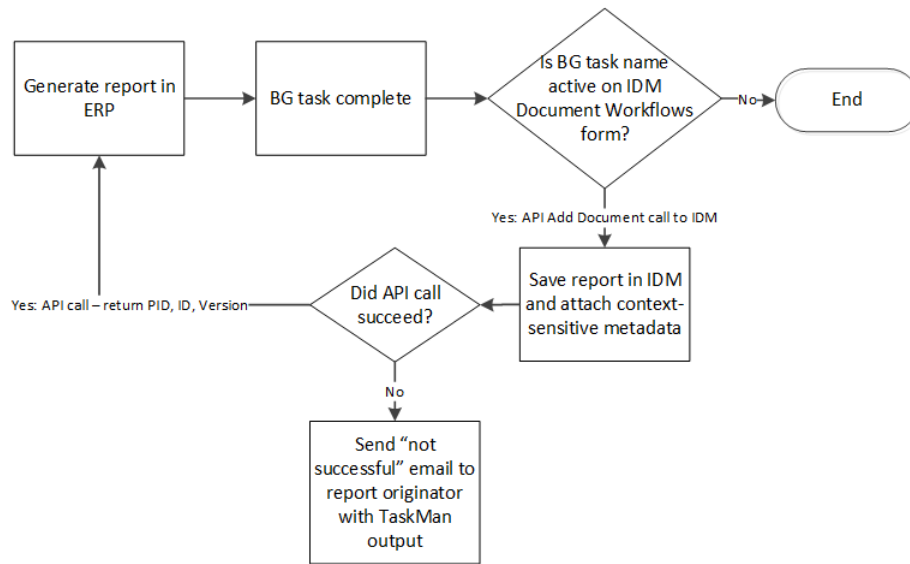 Generate report in
ERP
BG task complete
Is BG task name
active on IDM
Document Workflows
form?
No
End
Yes: API Add Document call to IDM
Save report in IDM
and attach context-
sensitive metadata
Did API call
succeed?
Yes: API call – return PID, ID, Version
No
Send “not
successful” email to
report originator
with TaskMan
output